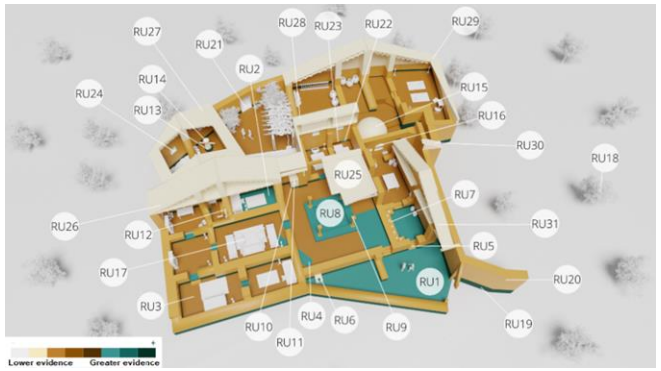 RU27
RU21
RU2
RU28
RU23
RU22
RU29
RU14
RU24
RU13
RU15
RU16
RU30
RU18
RU25
RU8
RU7
RU26
RU12
RU31
RU17
RU5
RU3
RU1
RU20
RU10
RU11
RU4
RU6
RU9
RU19
- +
Lower evidence Greater evidence